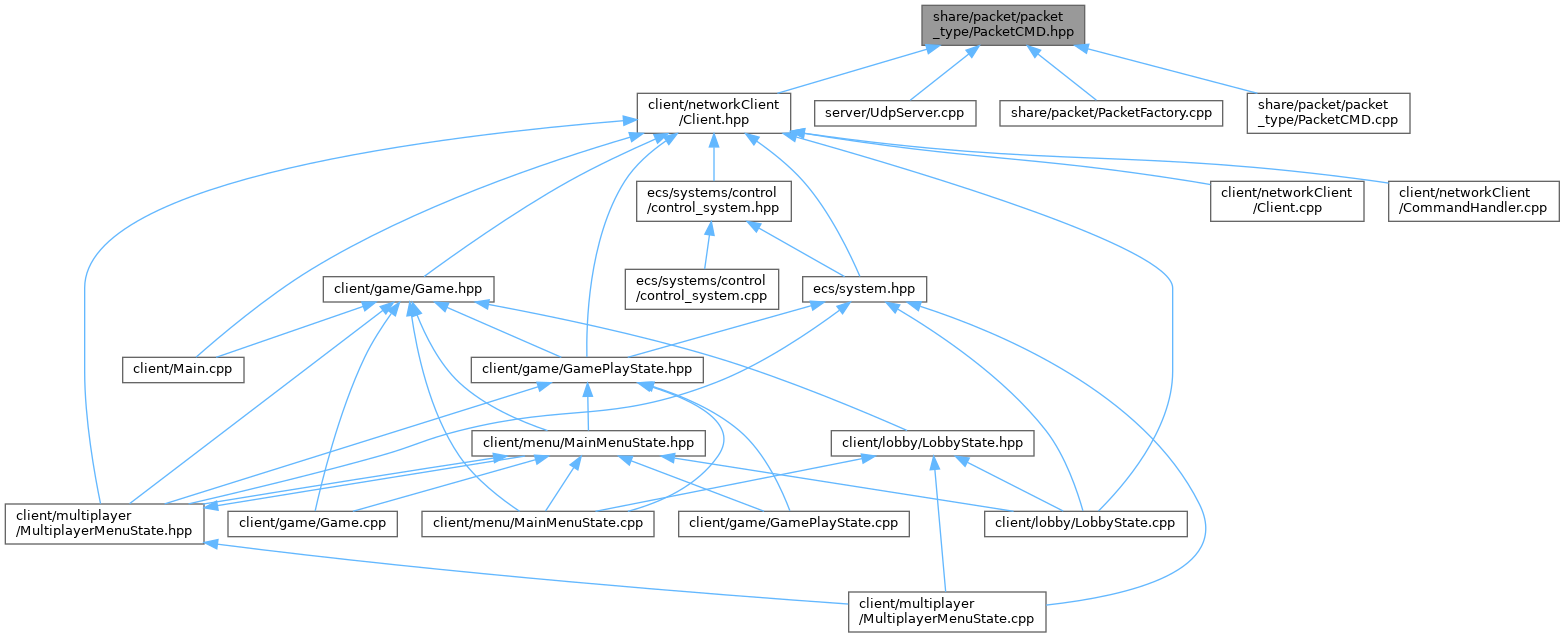 share/packet/packet
_type/PacketCMD.hpp
client/networkClient
/Client.hpp
server/UdpServer.cpp
share/packet/PacketFactory.cpp
share/packet/packet
_type/PacketCMD.cpp
ecs/systems/control
/control_system.hpp
client/networkClient
/Client.cpp
client/networkClient
/CommandHandler.cpp
client/game/Game.hpp
ecs/systems/control
/control_system.cpp
ecs/system.hpp
client/Main.cpp
client/game/GamePlayState.hpp
client/menu/MainMenuState.hpp
client/lobby/LobbyState.hpp
client/multiplayer
/MultiplayerMenuState.hpp
client/game/Game.cpp
client/menu/MainMenuState.cpp
client/game/GamePlayState.cpp
client/lobby/LobbyState.cpp
client/multiplayer
/MultiplayerMenuState.cpp